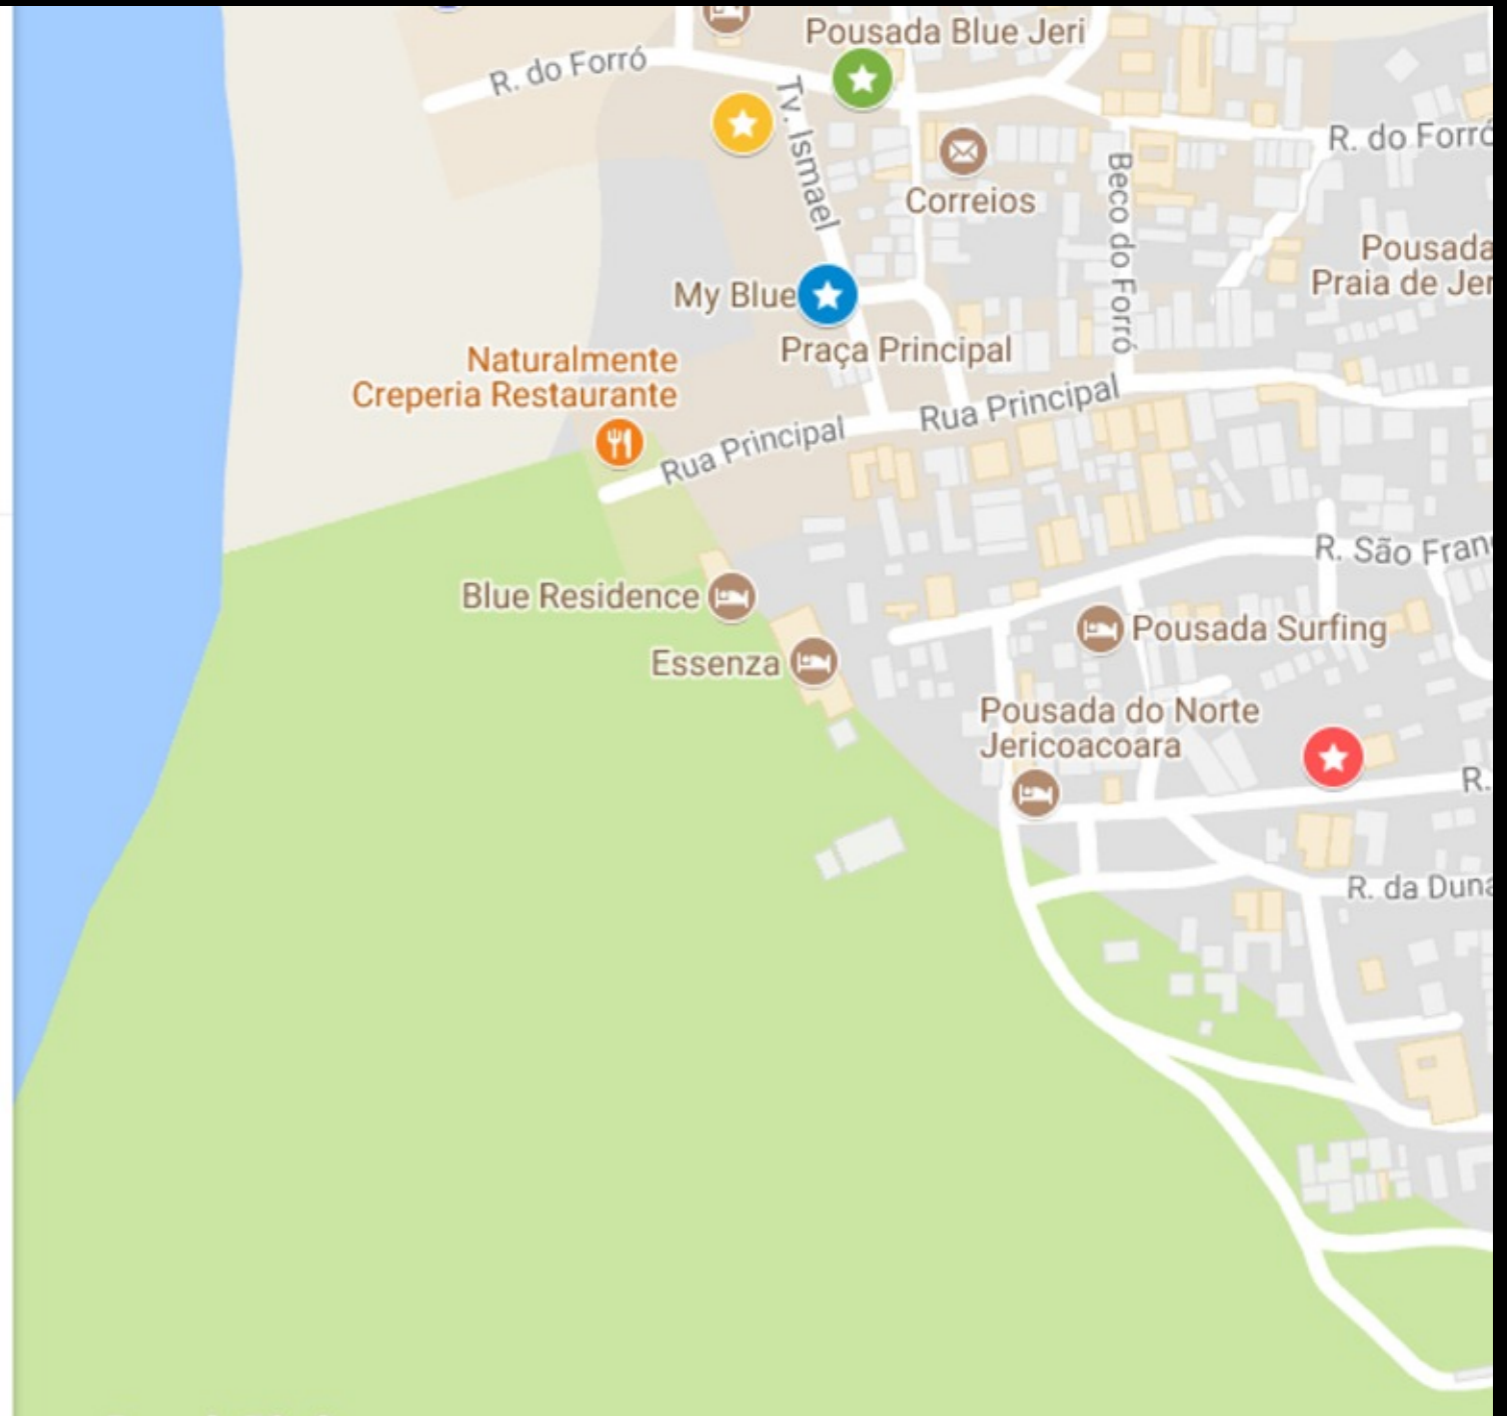 Pousada Blue Jeri
R. do Forró
Tv. Ismael
R. do Forró
Correios
Beco do Forró
Pousada
Praia de Jer
My Blue
Praça Principal
Naturalmente
Creperia Restaurante
Rua Principal
Rua Principal
R. São Fran
Blue Residence
Pousada Surfing
Essenza
Pousada do Norte
Jericoacoara
R.
R. da Duna